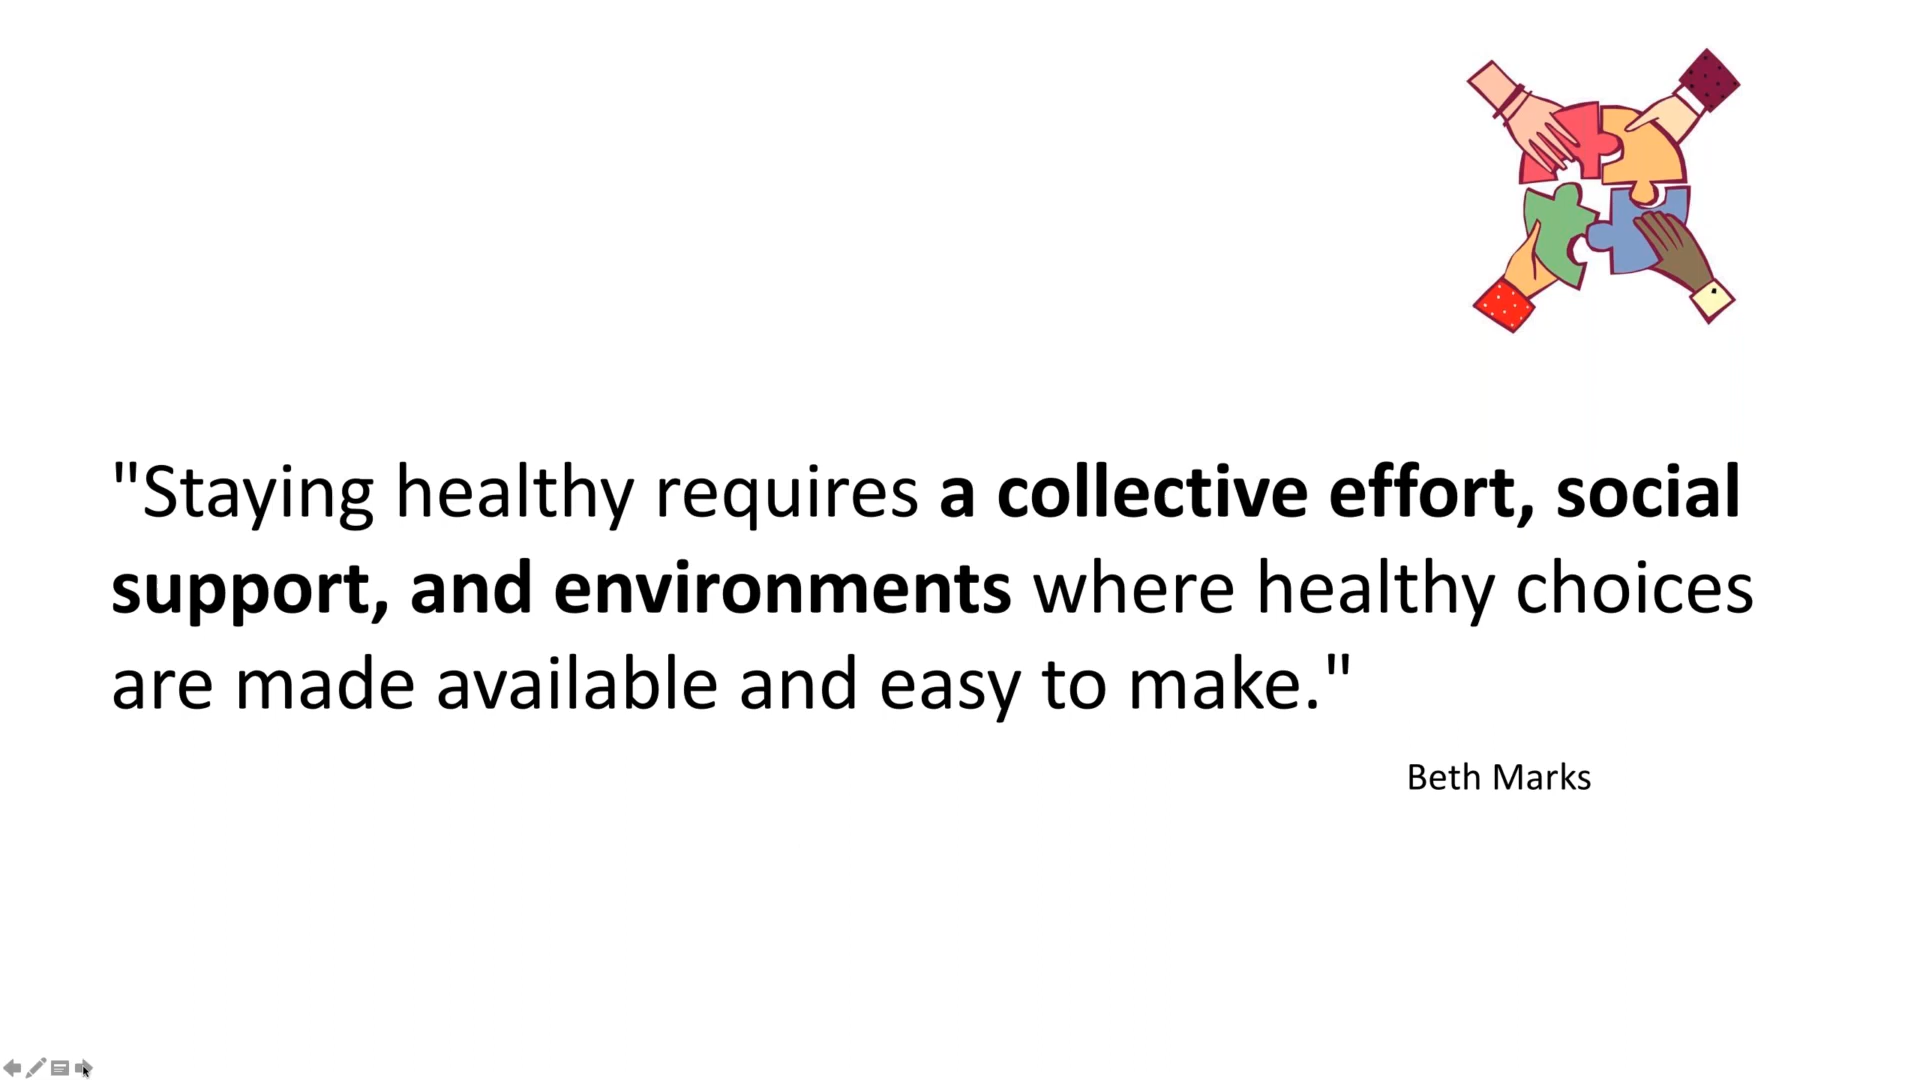 "Staying healthy requires a collective effort, social
support, and environments where healthy choices
are made available and easy to make."
Beth Marks